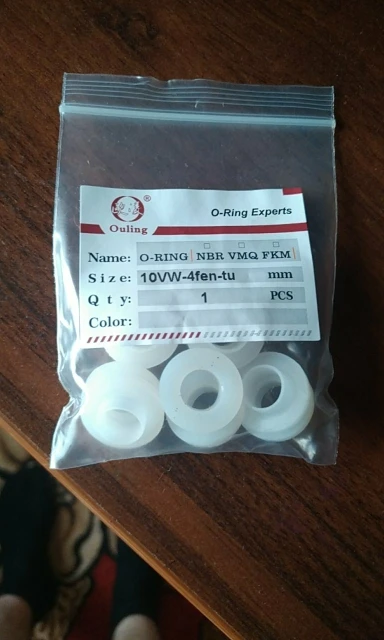 ®
Ouling
O-Ring Experts
Name: O-RING NBR VMQ FKM
Size: 10VW-4fen-tu mm
Qty: 1 PCS
Color: